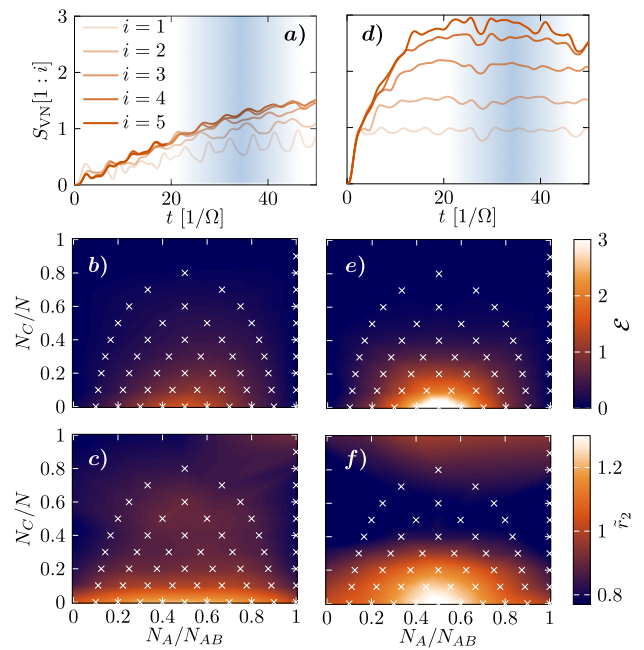 3
2
1
0
S_VN[1 : i]
a)
i = 1
i = 2
i = 3
i = 4
i = 5
0 20 40
t [1/Ω]
d)
0 20 40
t [1/Ω]
1
0.8
0.6
0.4
0.2
0
N_C/N
b)
e)
3
2
1
0
ℰ
1
0.8
0.6
0.4
0.2
0
N_C/N
c)
0 0.2 0.4 0.6 0.8 1
N_A/N_AB
f)
0 0.2 0.4 0.6 0.8 1
N_A/N_AB
1.2
1
0.8
r̃_2